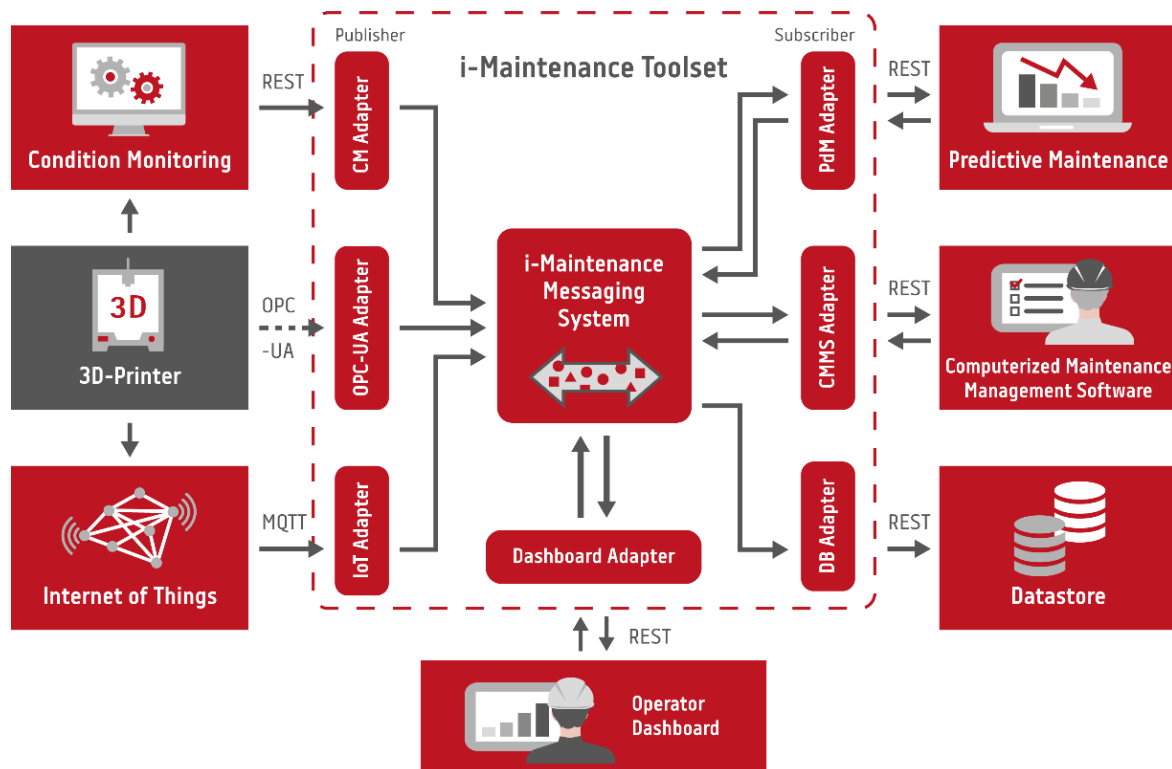 Publisher
Subscriber
i-Maintenance Toolset
REST
CM Adapter
PdM Adapter
REST
Condition Monitoring
Predictive Maintenance
3D
3D-Printer
OPC
-UA
OPC-UA Adapter
i-Maintenance
Messaging
System
CMMS Adapter
REST
Computerized Maintenance
Management Software
Internet of Things
MQTT
IoT Adapter
Dashboard Adapter
DB Adapter
REST
Datastore
REST
Operator
Dashboard